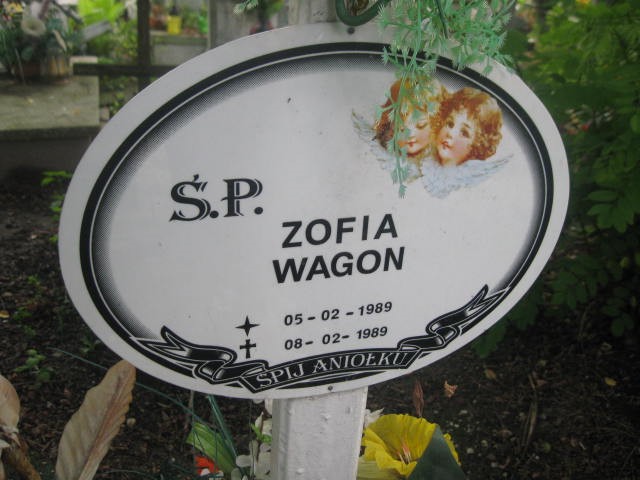 Ś.P.
ZOFIA
WAGON
05-02-1989
08-02-1989
ŚPIJ ANIOŁKU